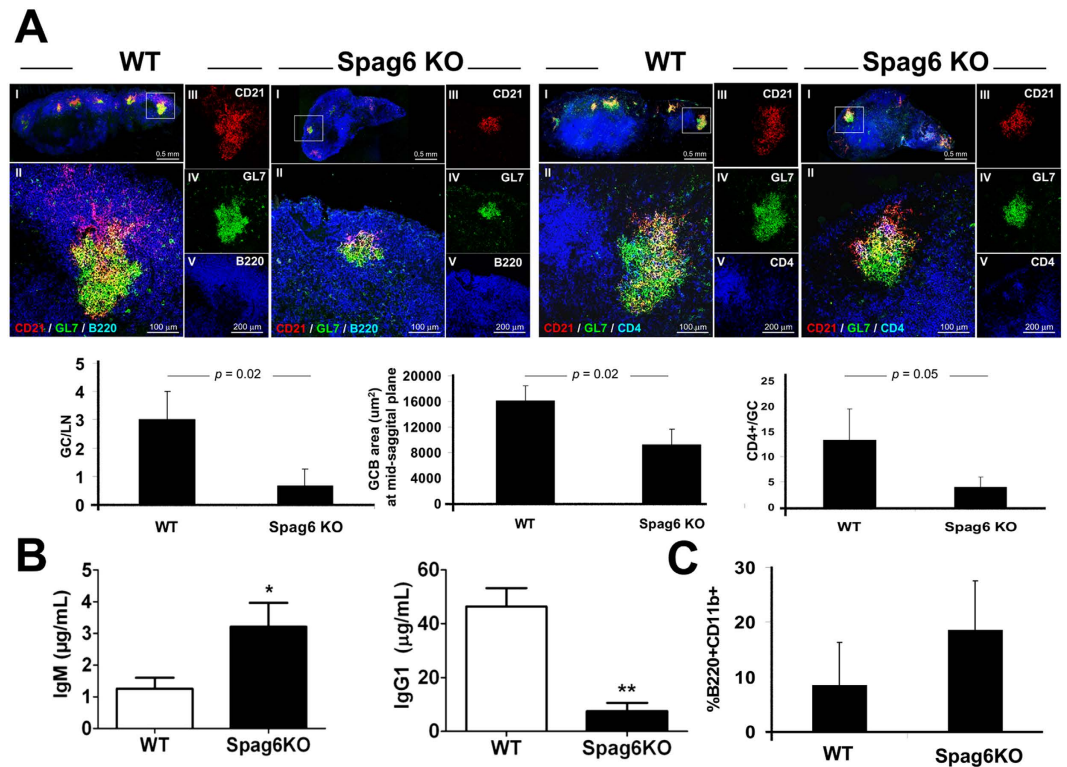 A
WT
Spag6 KO
WT
Spag6 KO
I
III
CD21
I
III
CD21
I
III
CD21
I
III
CD21
0.5 mm
0.5 mm
0.5 mm
0.5 mm
II
IV
GL7
II
IV
GL7
II
IV
GL7
II
IV
GL7
V
B220
V
B220
V
CD4
V
CD4
CD21 / GL7 / B220
100 µm
200 µm
CD21 / GL7 / B220
100 µm
200 µm
CD21 / GL7 / CD4
100 µm
200 µm
CD21 / GL7 / CD4
100 µm
200 µm
GC/LN
5
4
3
2
1
0
p = 0.02
WT
Spag6 KO
GCB area (um²)
at mid-saggital plane
20000
16000
12000
8000
4000
0
p = 0.02
WT
Spag6 KO
CD4+/GC
25
20
15
10
5
0
p = 0.05
WT
Spag6 KO
B
IgM (µg/mL)
5
4
3
2
1
0
*
WT
Spag6KO
IgG1 (µg/mL)
60
40
20
0
**
WT
Spag6KO
C
%B220+CD11b+
30
20
10
0
WT
Spag6KO